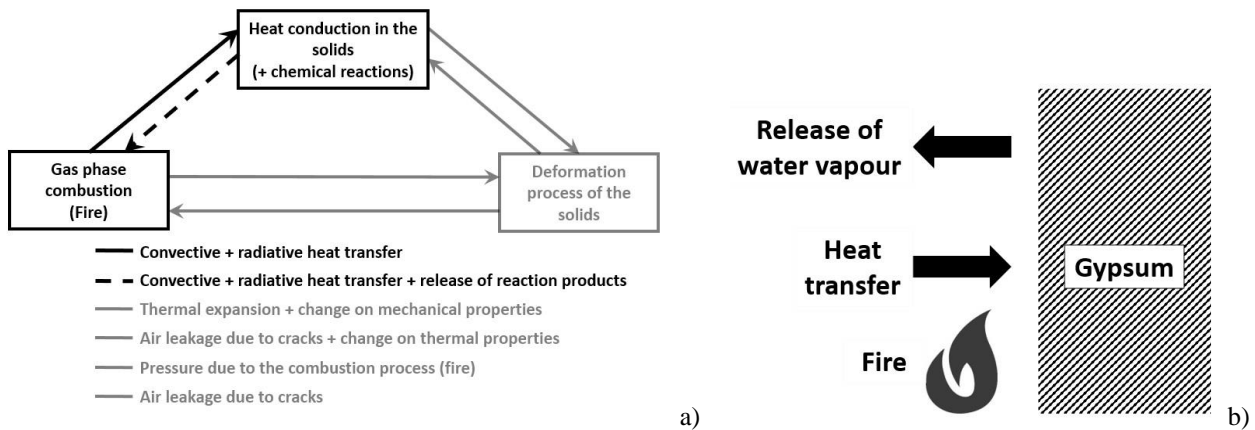 Heat conduction in the
solids
(+ chemical reactions)
Gas phase
combustion
(Fire)
Deformation
process of the
solids
Convective + radiative heat transfer
Convective + radiative heat transfer + release of reaction products
Thermal expansion + change on mechanical properties
Air leakage due to cracks + change on thermal properties
Pressure due to the combustion process (fire)
Air leakage due to cracks
a)
Release of
water vapour
Heat
transfer
Fire
Gypsum
b)